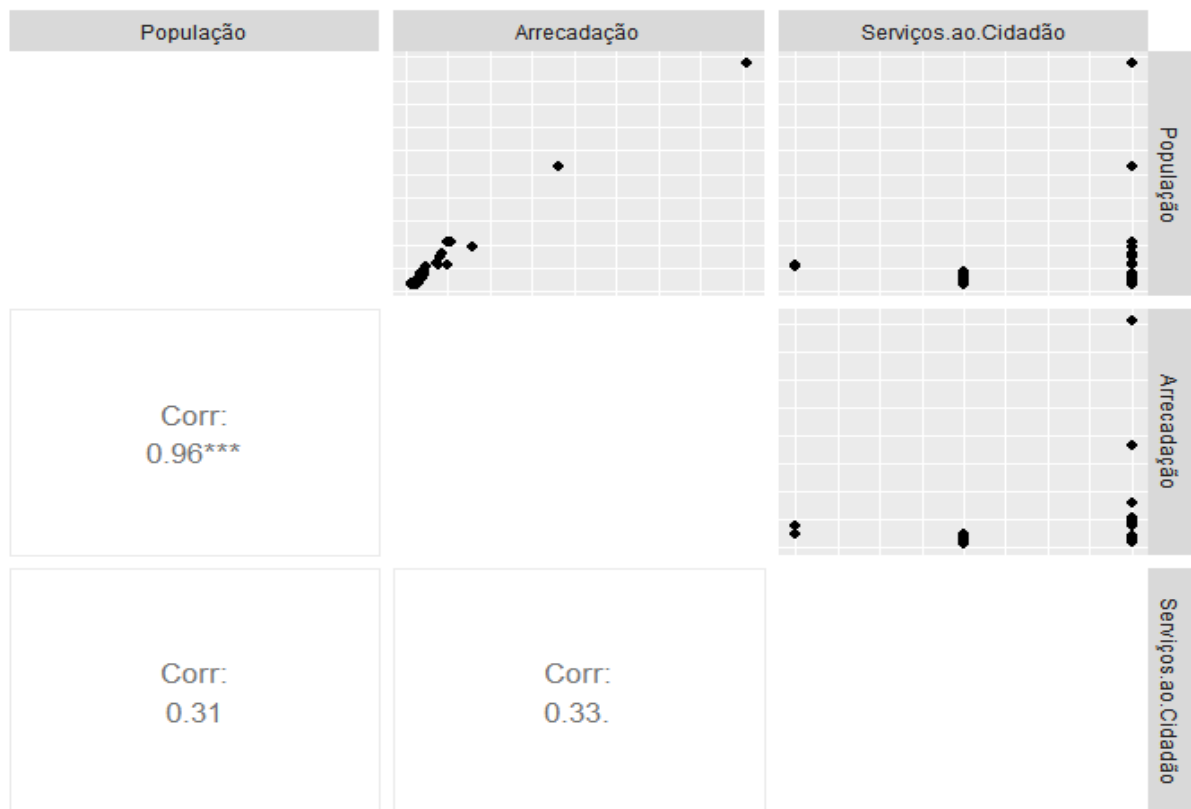 População
Arrecadação
Serviços.ao.Cidadão
População
Arrecadação
Corr:
0.96***
Serviços.ao.Cidadão
Corr:
0.31
Corr:
0.33.